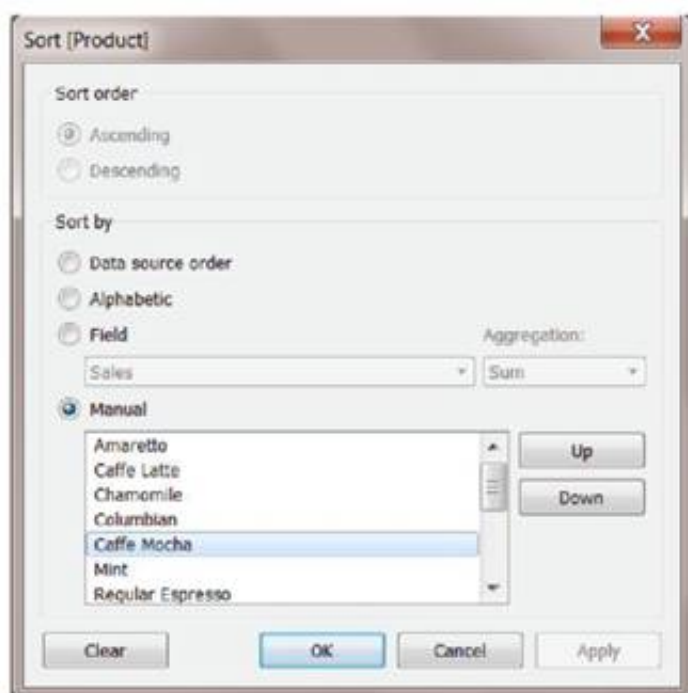 Sort [Product]
Sort order
Ascending
Descending
Sort by
Data source order
Alphabetic
Field
Aggregation:
Sales
Sum
Manual
Amaretto
Caffe Latte
Chamomile
Columbian
Caffe Mocha
Mint
Regular Espresso
Up
Down
Clear
OK
Cancel
Apply